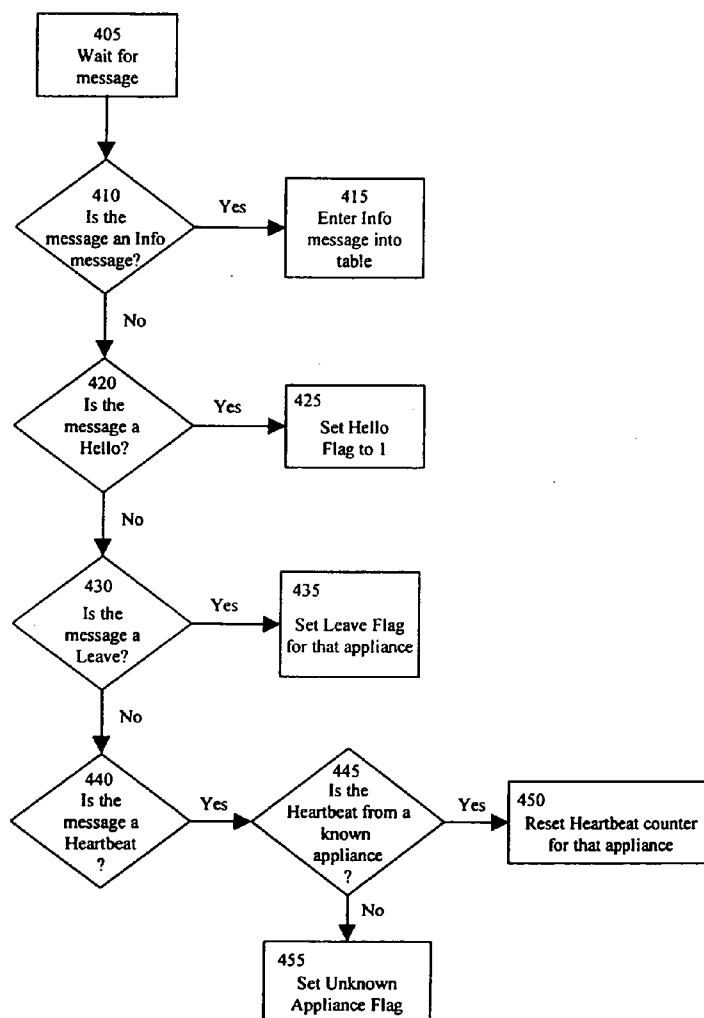 405
Wait for
message
410
Is the
message an Info
message?
Yes
415
Enter Info
message into
table
No
420
Is the
message a
Hello?
Yes
425
Set Hello
Flag to 1
No
430
Is the
message a
Leave?
Yes
435
Set Leave Flag
for that appliance
No
440
Is the
message a
Heartbeat
?
Yes
445
Is the
Heartbeat from a
known
appliance
?
Yes
450
Reset Heartbeat counter
for that appliance
No
455
Set Unknown
Appliance Flag